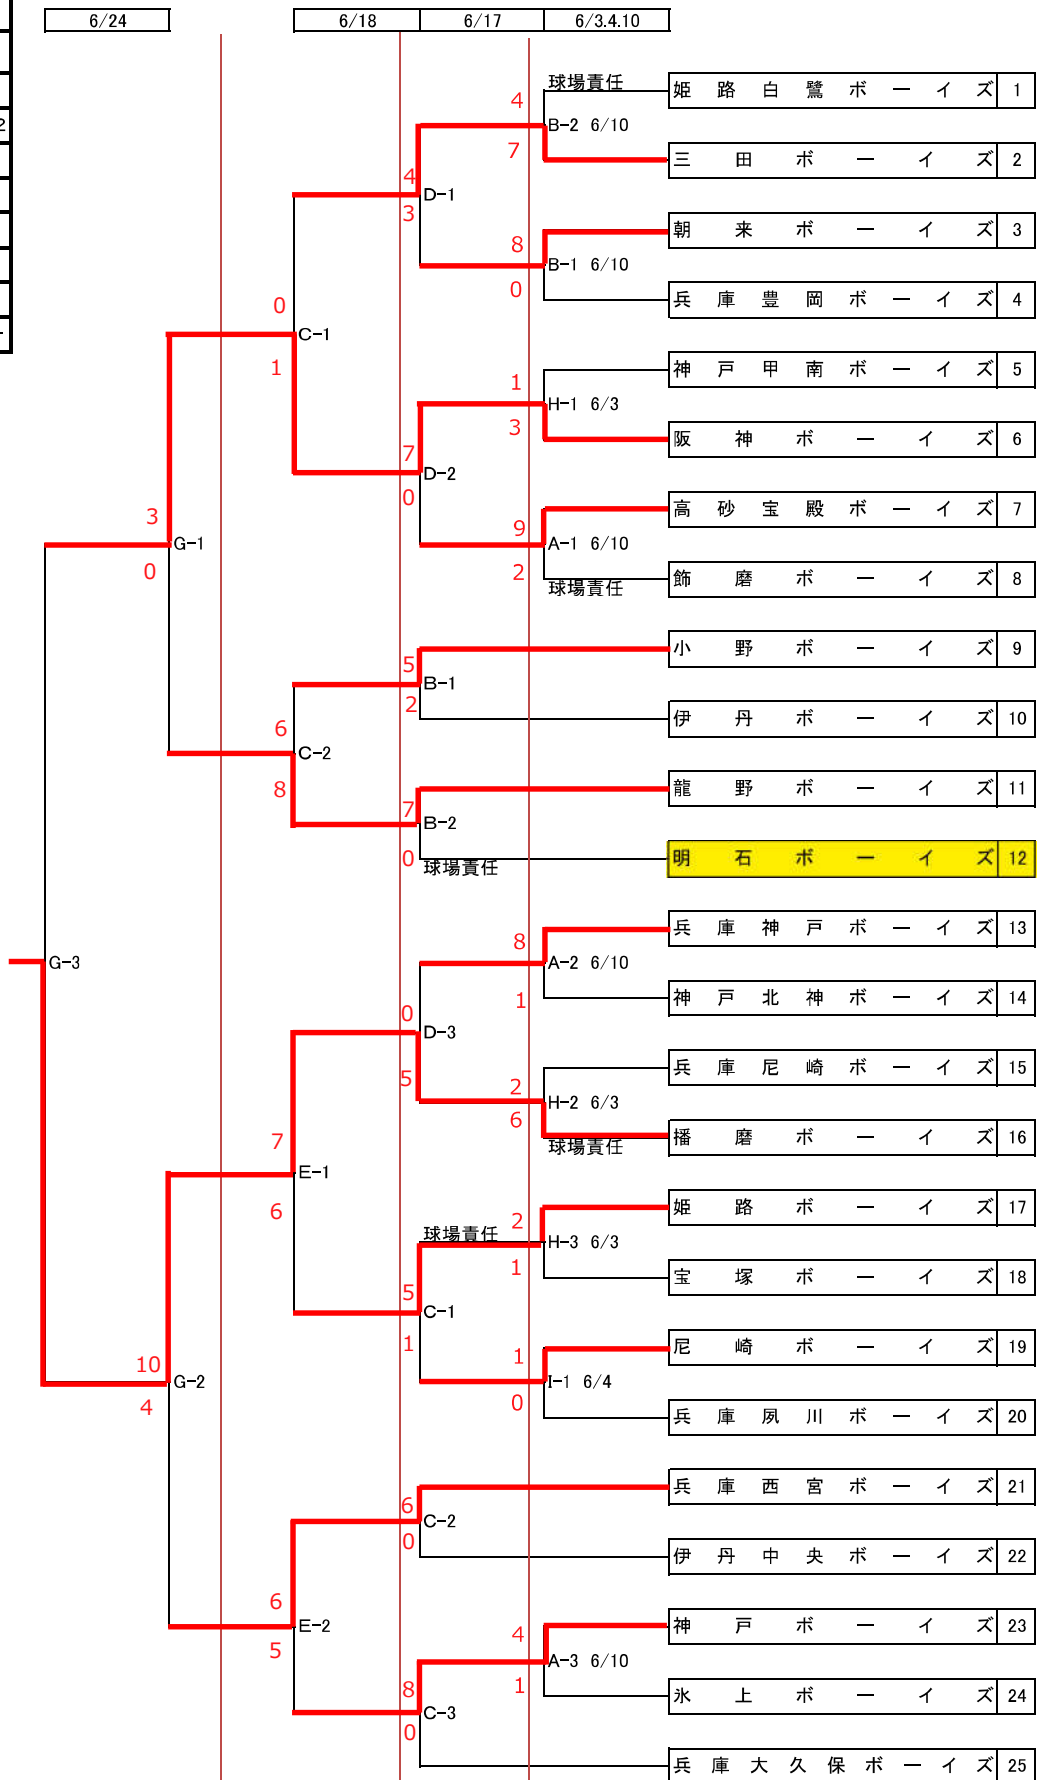 6/24 6/18 6/17 6/3.4.10
球場責任
姫路白鷺ボーイズ 1
4
2
B-2 6/10
7
三田ボーイズ 2
4
D-1
3
朝来ボーイズ 3
8
B-1 6/10
0
兵庫豊岡ボーイズ 4
0
C-1
1
神戸甲南ボーイズ 5
1
H-1 6/3
3
阪神ボーイズ 6
7
D-2
0
高砂宝殿ボーイズ 7
3
9
G-1
A-1 6/10
0
2
球場責任
飾磨ボーイズ 8
小野ボーイズ 9
5
B-1
2
伊丹ボーイズ 10
6
C-2
8
龍野ボーイズ 11
7
B-2
0
球場責任
明石ボーイズ 12
兵庫神戸ボーイズ 13
8
G-3
A-2 6/10
1
神戸北神ボーイズ 14
0
D-3
5
兵庫尼崎ボーイズ 15
2
H-2 6/3
6
球場責任
播磨ボーイズ 16
7
E-1
6
姫路ボーイズ 17
2
球場責任
H-3 6/3
1
宝塚ボーイズ 18
5
C-1
1
尼崎ボーイズ 19
1
10
G-2
4
I-1 6/4
0
兵庫夙川ボーイズ 20
兵庫西宮ボーイズ 21
6
C-2
0
伊丹中央ボーイズ 22
6
E-2
5
神戸ボーイズ 23
4
A-3 6/10
1
氷上ボーイズ 24
8
C-3
0
兵庫大久保ボーイズ 25